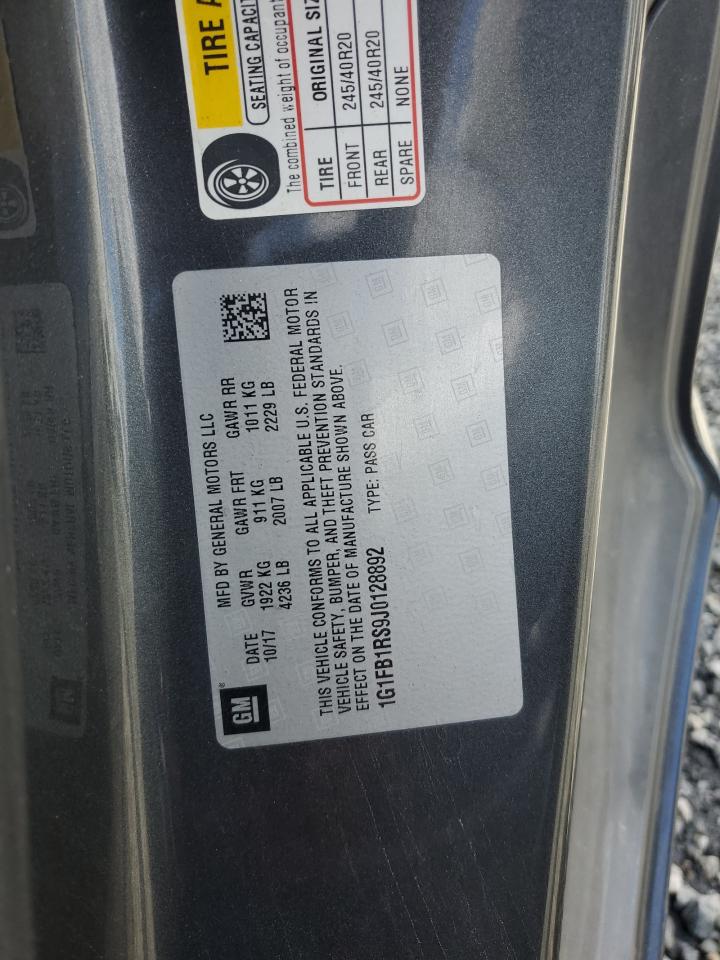 TIRE A
SEATING CAPACIT
The combined weight of occupant
TIRE ORIGINAL SIZ
FRONT 245/40R20
REAR 245/40R20
SPARE NONE
GM®
MFD BY GENERAL MOTORS LLC
DATE GVWR GAWR FRT GAWR RR
10/17 1922 KG 911 KG 1011 KG
4236 LB 2007 LB 2229 LB
THIS VEHICLE CONFORMS TO ALL APPLICABLE U.S. FEDERAL MOTOR
VEHICLE SAFETY, BUMPER, AND THEFT PREVENTION STANDARDS IN
EFFECT ON THE DATE OF MANUFACTURE SHOWN ABOVE.
1G1FB1RS9J0128892 TYPE: PASS CAR